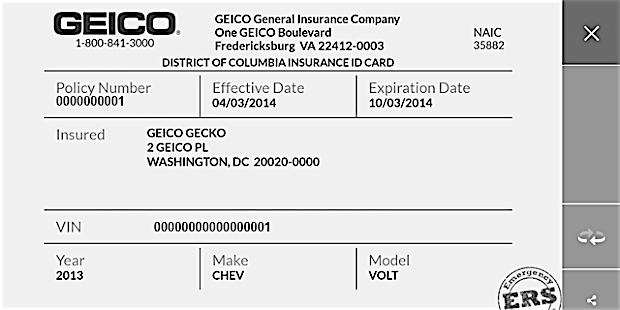 GEICO
1-800-841-3000
GEICO General Insurance Company
One GEICO Boulevard
Fredericksburg VA 22412-0003
NAIC
35882
DISTRICT OF COLUMBIA INSURANCE ID CARD
Policy Number
0000000001
Effective Date
04/03/2014
Expiration Date
10/03/2014
Insured
GEICO GECKO
2 GEICO PL
WASHINGTON, DC 20020-0000
VIN
00000000000000001
Year
2013
Make
CHEV
Model
VOLT
Emergency
ERS